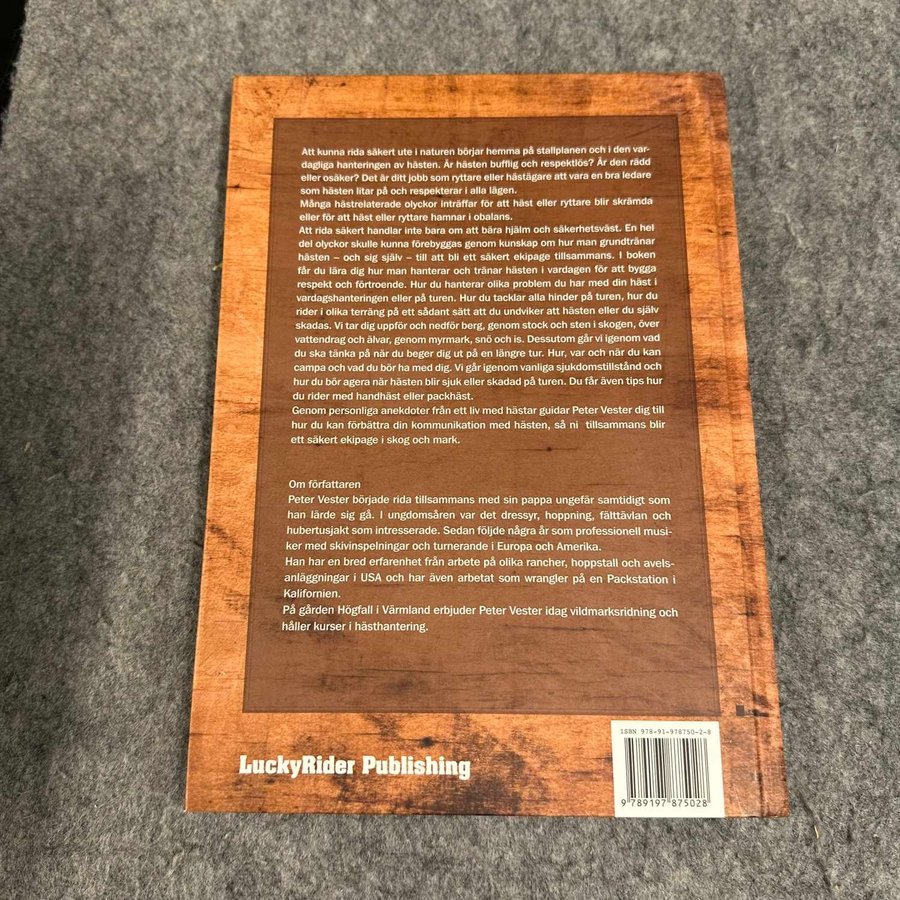 Att kunna rida säkert ute i naturen börjar hemma på stallplanen och i den var-
dagliga hanteringen av hästen. Är hästen bufflig och respektlös? Är den rädd
eller osäker? Det är ditt jobb som ryttare eller hästägare att vara en bra ledare
som hästen litar på och respekterar i alla lägen.
Många hästrelaterade olyckor inträffar för att häst eller ryttare blir skrämda
eller för att häst eller ryttare hamnar i obalans.
Att rida säkert handlar inte bara om att bära hjälm och säkerhetsväst. En hel
del olyckor skulle kunna förebyggas genom kunskap om hur man grundtränar
hästen – och sig själv – till att bli ett säkert ekipage tillsammans. I boken
får du lära dig hur man hanterar och tränar hästen i vardagen för att bygga
respekt och förtroende. Hur du hanterar olika problem du har med din häst i
vardagshanteringen eller på turen. Hur du tacklar alla hinder på turen, hur du
rider i olika terräng på ett sådant sätt att du undviker att hästen eller du själv
skadas. Vi tar dig uppför och nedför berg, genom stock och sten i skogen, över
vattendrag och älvar, genom myrmark, snö och is. Dessutom går vi igenom vad
du ska tänka på när du beger dig ut på en längre tur. Hur, var och när du kan
campa och vad du bör ha med dig. Vi går igenom vanliga sjukdomstillstånd och
hur du bör agera när hästen blir sjuk eller skadad på turen. Du får även tips hur
du rider med handhäst eller packhäst.
Genom personliga anekdoter från ett liv med hästar guidar Peter Vester dig till
hur du kan förbättra din kommunikation med hästen, så ni tillsammans blir
ett säkert ekipage i skog och mark.
Om författaren
Peter Vester började rida tillsammans med sin pappa ungefär samtidigt som
han lärde sig gå. I ungdomsåren var det dressyr, hoppning, fälttävlan och
hubertusjakt som intresserade. Sedan följde några år som professionell musi-
ker med skivinspelningar och turnerande i Europa och Amerika.
Han har en bred erfarenhet från arbete på olika rancher, hoppstall och avels-
anläggningar i USA och har även arbetat som wrangler på en Packstation i
Kalifornien.
På gården Högfall i Värmland erbjuder Peter Vester idag vildmarksridning och
håller kurser i hästhantering.
ISBN 978-91-978750-2-8
LuckyRider Publishing
9 789197 875028